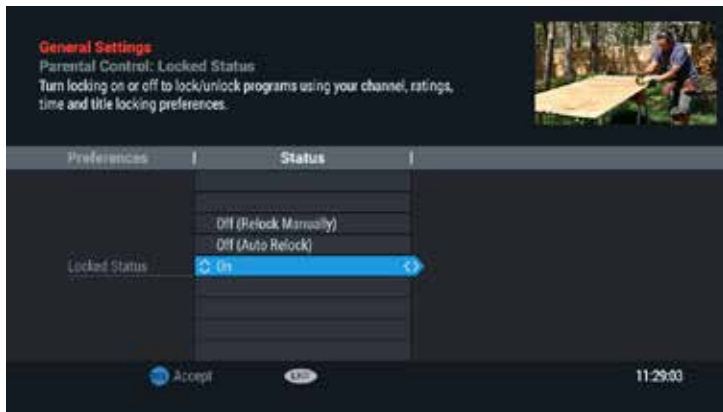 General Settings
Parental Control: Locked Status
Turn locking on or off to lock/unlock programs using your channel, ratings,
time and title locking preferences.
Preferences | Status |
Off (Relock Manually)
Off (Auto Relock)
Locked Status On
Accept EXIT 11:29:03